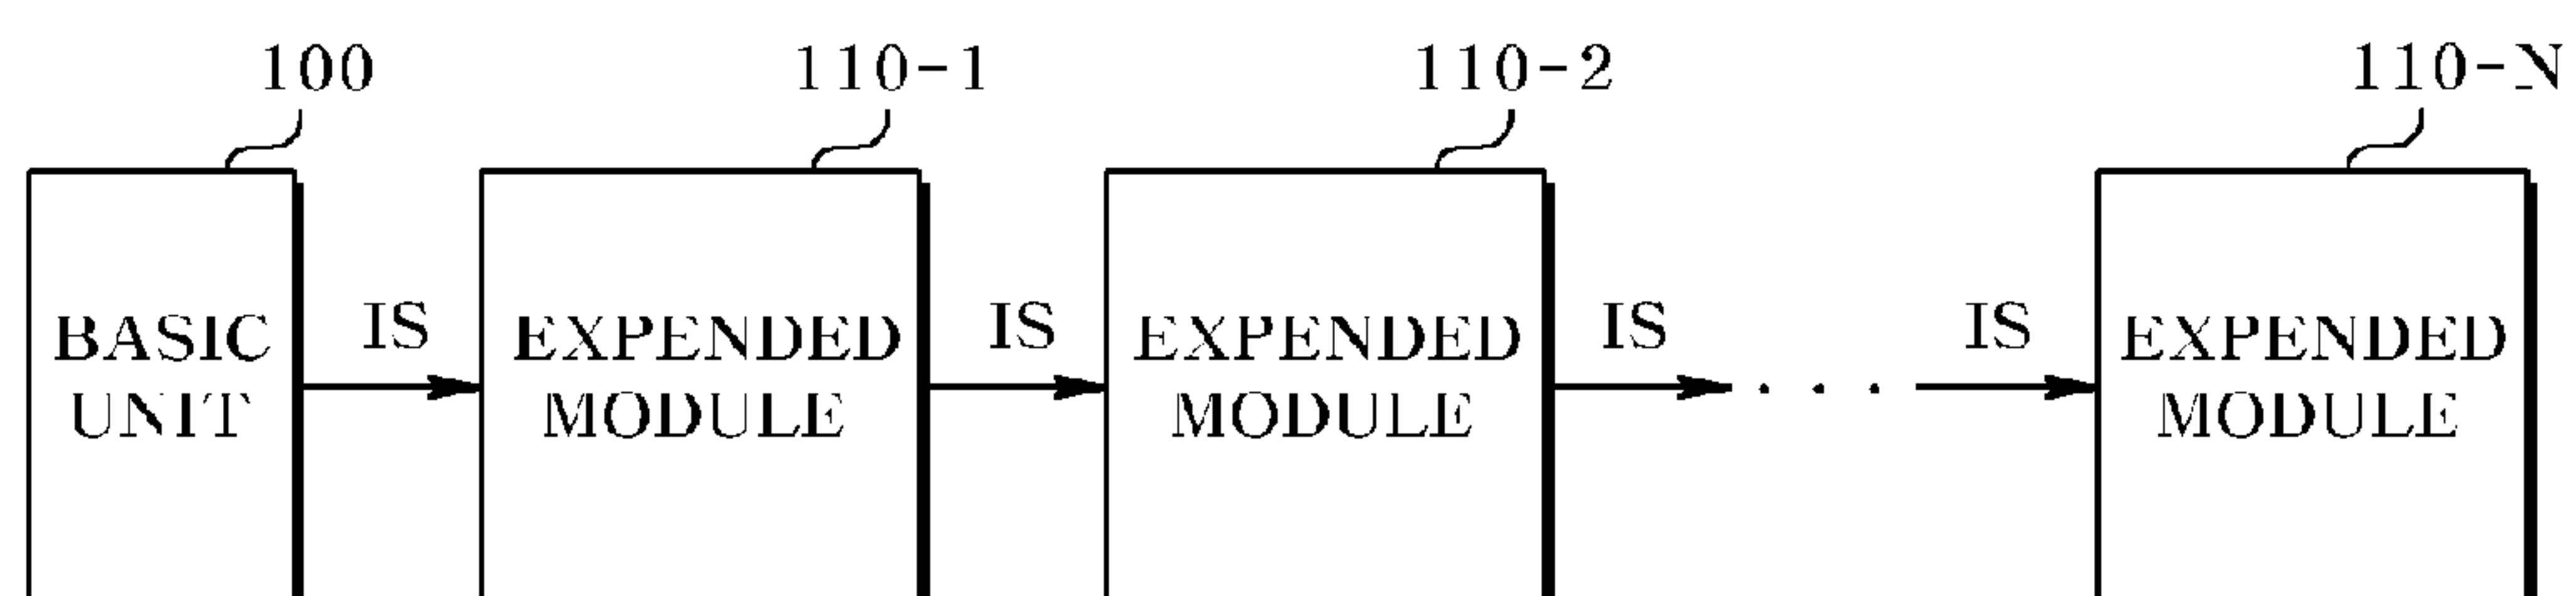 100
110-1
110-2
110-N
BASIC
UNIT
IS
EXPENDED
MODULE
IS
EXPENDED
MODULE
IS
. . .
IS
EXPENDED
MODULE